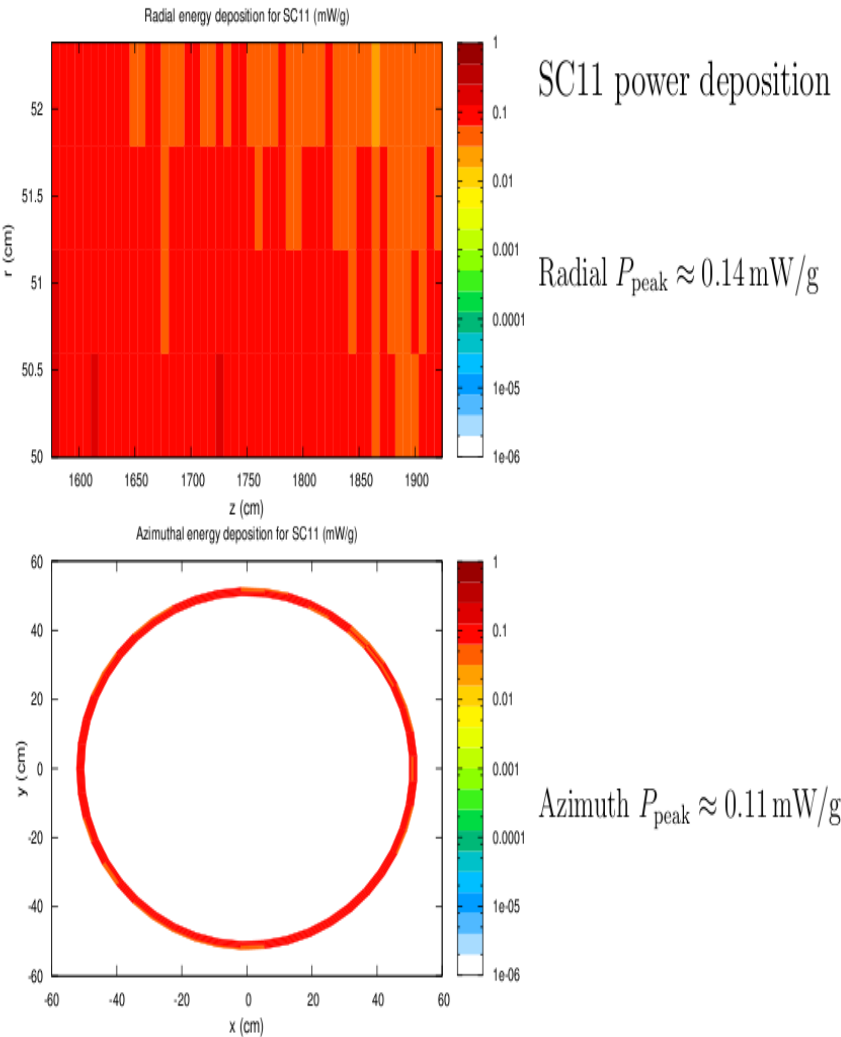 Radial energy deposition for SC11 (mW/g)
SC11 power deposition
r (cm)
52
51.5
51
50.5
50
1600 1650 1700 1750 1800 1850 1900
z (cm)
1
0.1
0.01
0.001
0.0001
1e-05
1e-06
Radial P_peak ≈ 0.14 mW/g
Azimuthal energy deposition for SC11 (mW/g)
y (cm)
60
40
20
0
-20
-40
-60
-60 -40 -20 0 20 40 60
x (cm)
1
0.1
0.01
0.001
0.0001
1e-05
1e-06
Azimuth P_peak ≈ 0.11 mW/g